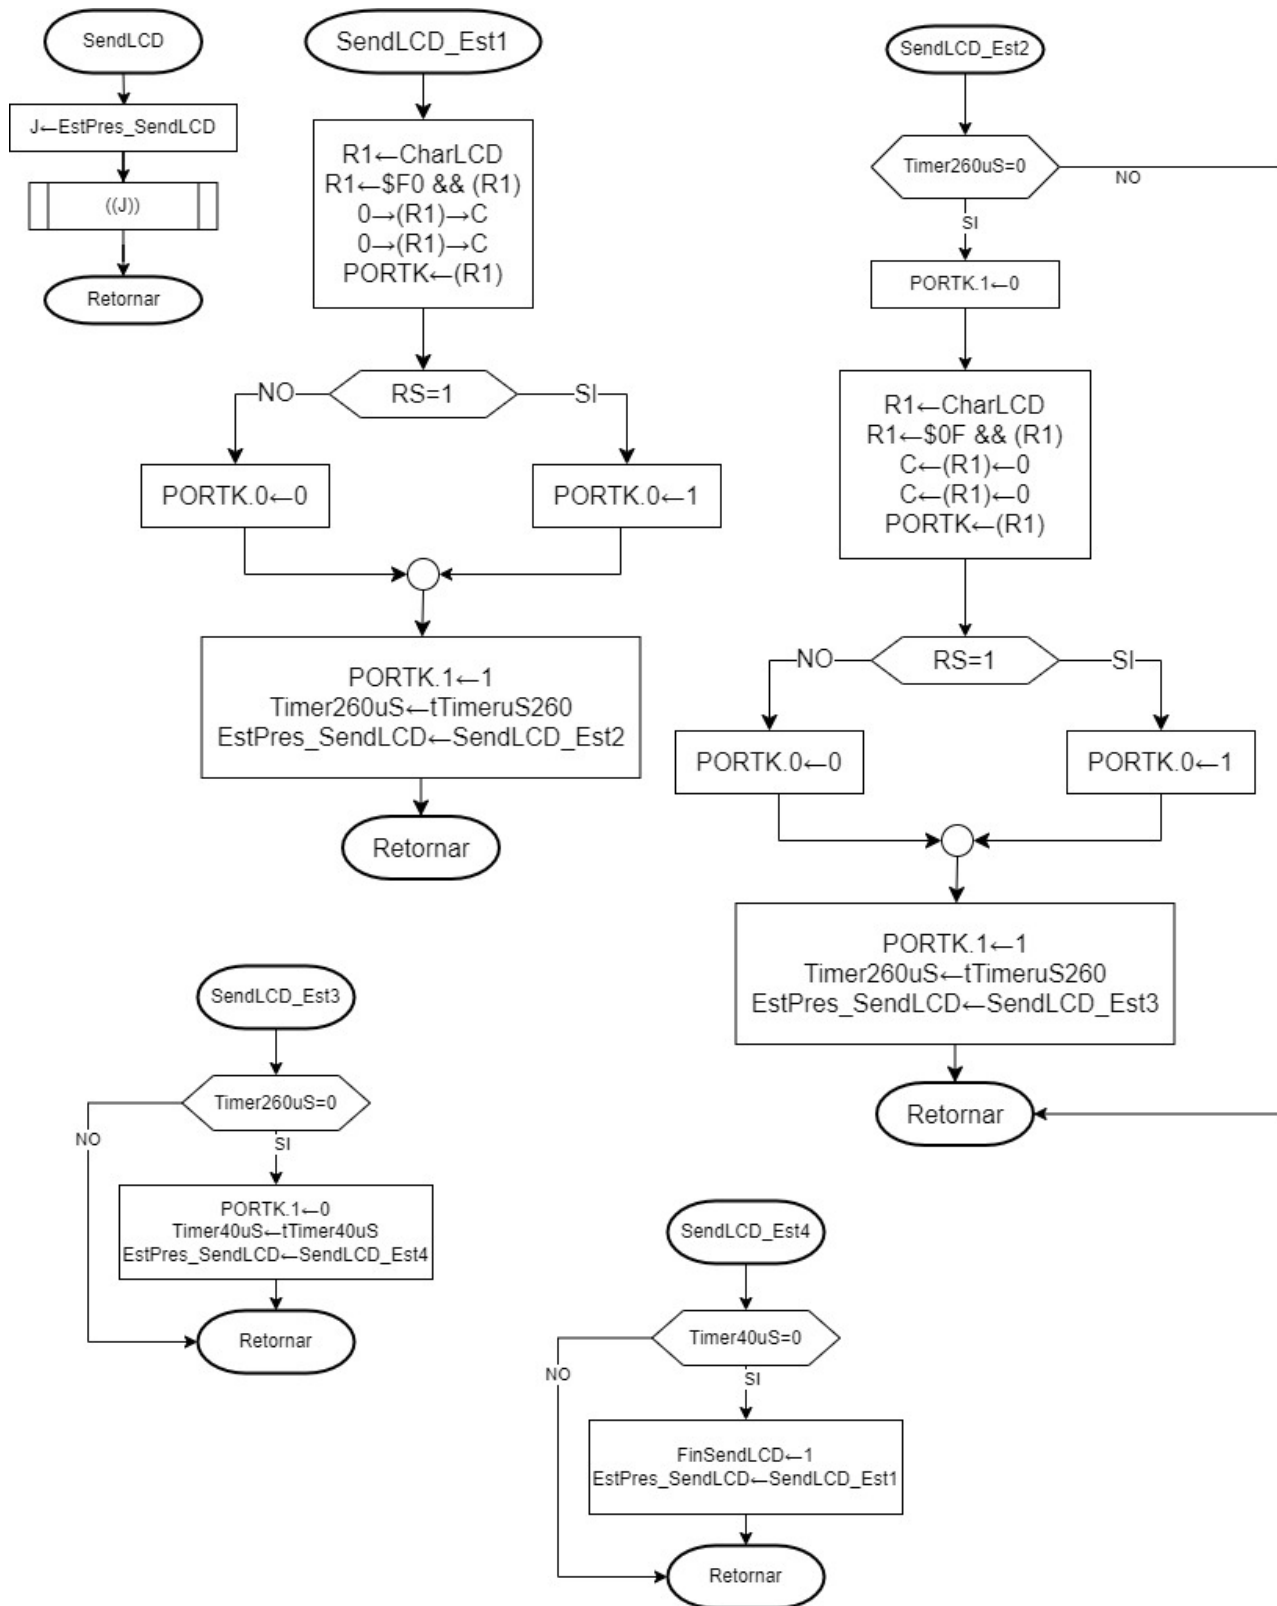 SendLCD
J←EstPres_SendLCD
((J))
Retornar
SendLCD_Est1
R1←CharLCD
R1←$F0 && (R1)
0→(R1)→C
0→(R1)→C
PORTK←(R1)
RS=1
NO
SI
PORTK.0←0
PORTK.0←1
PORTK.1←1
Timer260uS←tTimeruS260
EstPres_SendLCD←SendLCD_Est2
Retornar
SendLCD_Est2
Timer260uS=0
NO
SI
PORTK.1←0
R1←CharLCD
R1←$0F && (R1)
C←(R1)←0
C←(R1)←0
PORTK←(R1)
RS=1
NO
SI
PORTK.0←0
PORTK.0←1
PORTK.1←1
Timer260uS←tTimeruS260
EstPres_SendLCD←SendLCD_Est3
Retornar
SendLCD_Est3
Timer260uS=0
NO
SI
PORTK.1←0
Timer40uS←tTimer40uS
EstPres_SendLCD←SendLCD_Est4
Retornar
SendLCD_Est4
Timer40uS=0
NO
SI
FinSendLCD←1
EstPres_SendLCD←SendLCD_Est1
Retornar